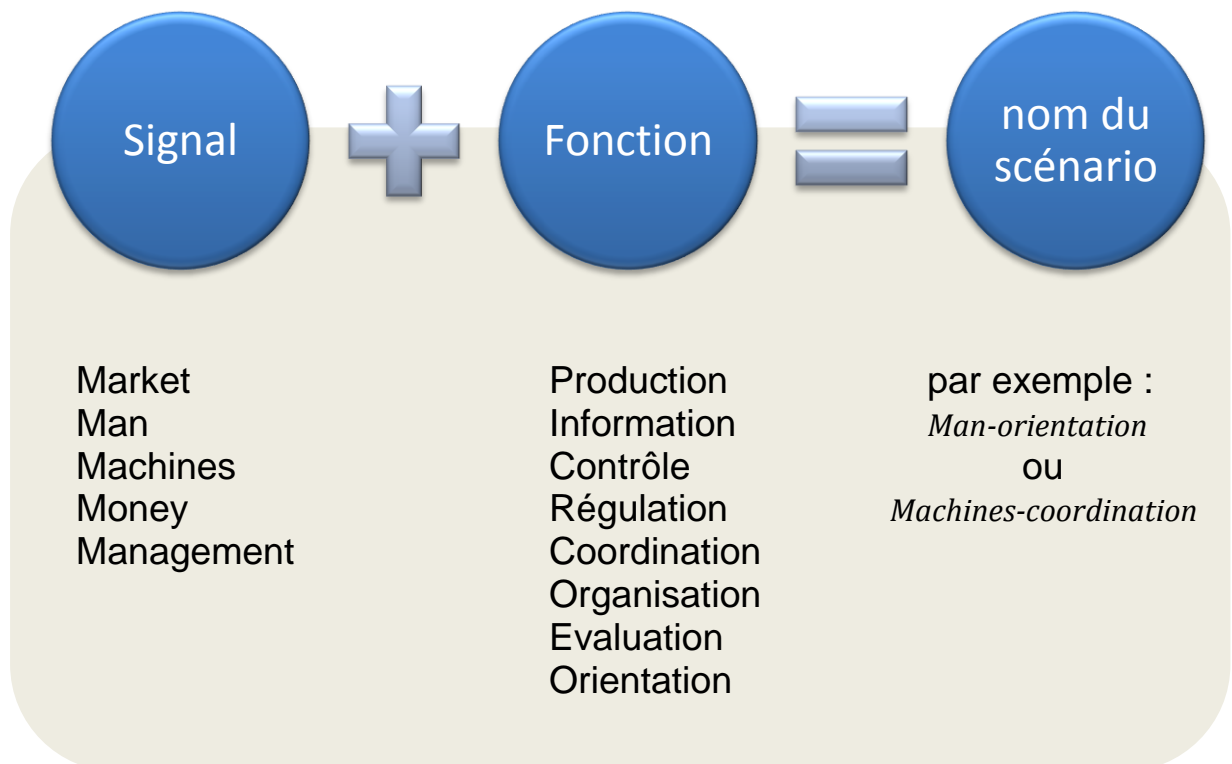 Signal
Fonction
nom du
scénario
Market
Man
Machines
Money
Management
Production
Information
Contrôle
Régulation
Coordination
Organisation
Evaluation
Orientation
par exemple :
Man-orientation
ou
Machines-coordination